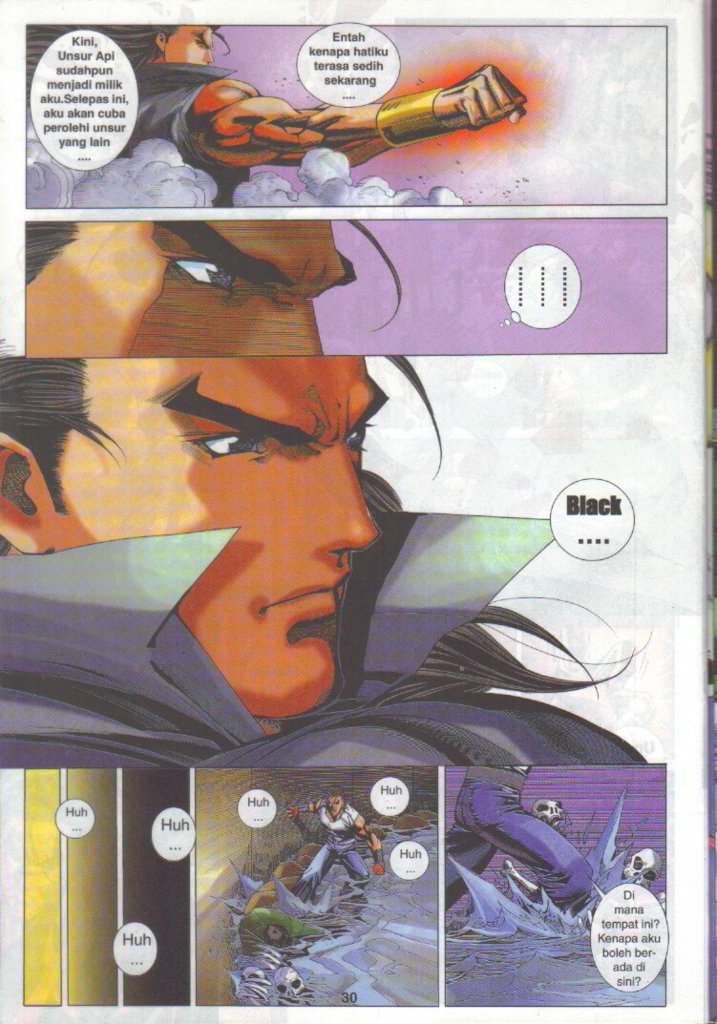 Kini,
Unsur Api
sudahpun
menjadi milik
aku.Selepas ini,
aku akan cuba
perolehi unsur
yang lain
....
Entah
kenapa hatiku
terasa sedih
sekarang
....
Black
....
Huh
...
Huh
...
Huh
...
Huh
...
Huh
...
Huh
...
Di
mana
tempat ini?
Kenapa aku
boleh ber-
ada di
sini?
30